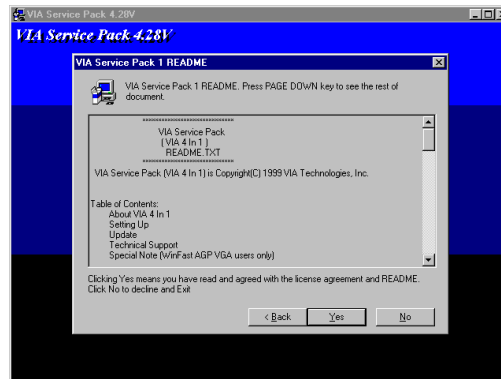 VIA Service Pack 4.28V
VIA Service Pack 4.28V
VIA Service Pack 1 README
VIA Service Pack 1 README. Press PAGE DOWN key to see the rest of
document.
==============================
VIA Service Pack
( VIA 4 In 1 )
README.TXT
==============================
VIA Service Pack (VIA 4 In 1) is Copyright(C) 1999 VIA Technologies, Inc.
Table of Contents:
About VIA 4 In 1
Setting Up
Update
Technical Support
Special Note (WinFast AGP VGA users only)
Clicking Yes means you have read and agreed with the license agreement and README.
Click No to decline and Exit
< Back
Yes
No